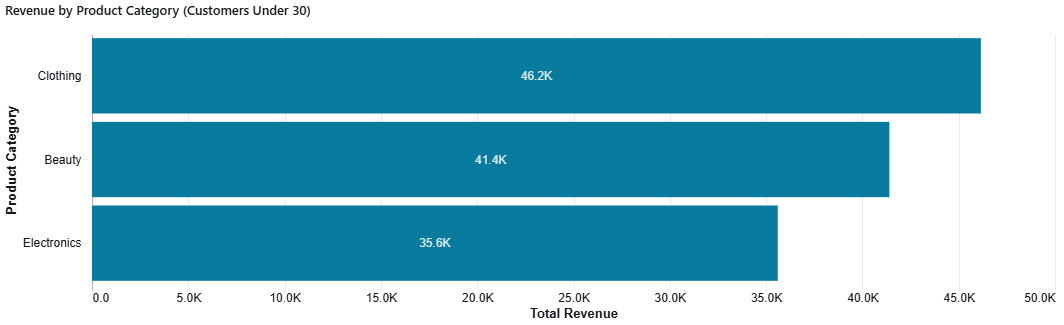 Revenue by Product Category (Customers Under 30)
Product Category
Clothing
46.2K
Beauty
41.4K
Electronics
35.6K
0.0 5.0K 10.0K 15.0K 20.0K 25.0K 30.0K 35.0K 40.0K 45.0K 50.0K
Total Revenue